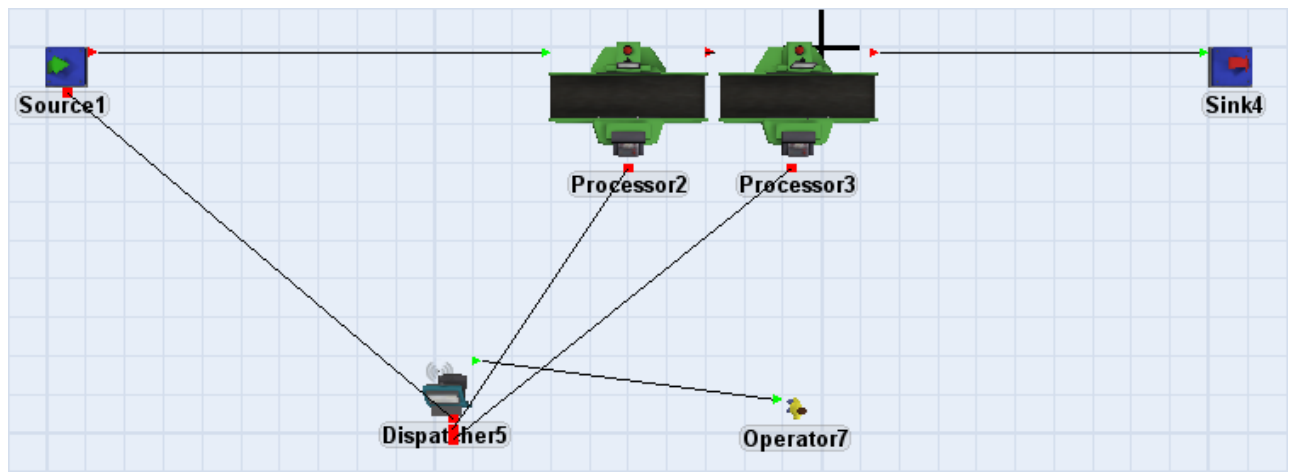 Source1
Sink4
Processor2
Processor3
Dispatcher5
Operator7